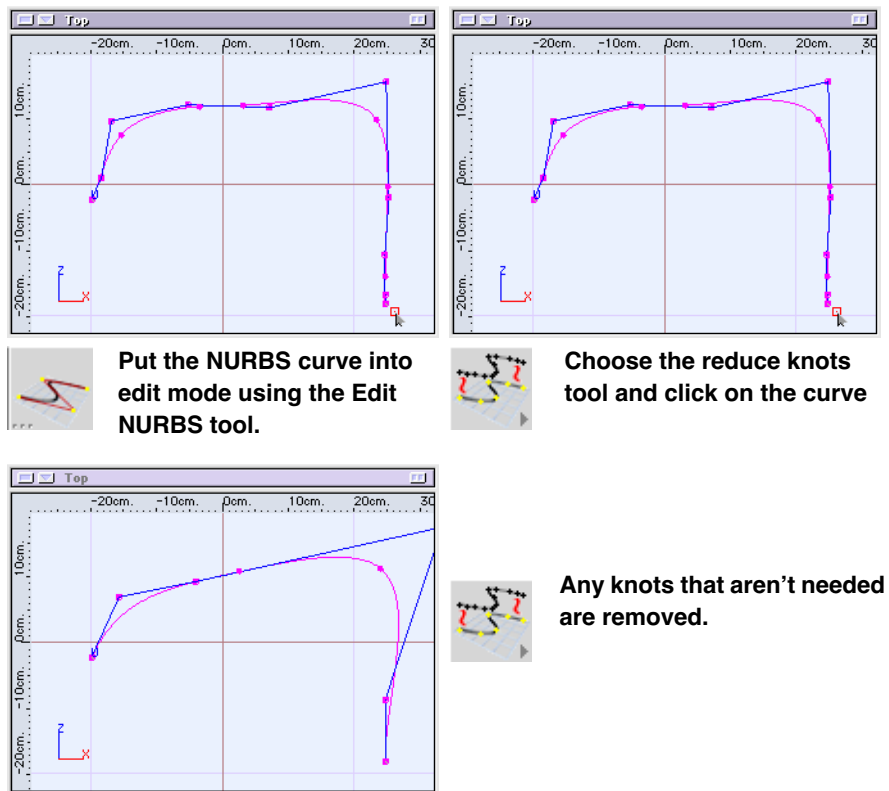 Top
Top
-20cm. -10cm. 0cm. 10cm. 20cm. 30
-20cm. -10cm. 0cm. 10cm. 20cm. 30
10cm.
0cm.
-10cm.
-20cm.
10cm.
0cm.
-10cm.
-20cm.
U
U
Z
X
Z
X
Put the NURBS curve into
edit mode using the Edit
NURBS tool.
Choose the reduce knots
tool and click on the curve
Top
-20cm. -10cm. 0cm. 10cm. 20cm. 30
10cm.
0cm.
-10cm.
-20cm.
U
Z
X
Any knots that aren’t needed
are removed.